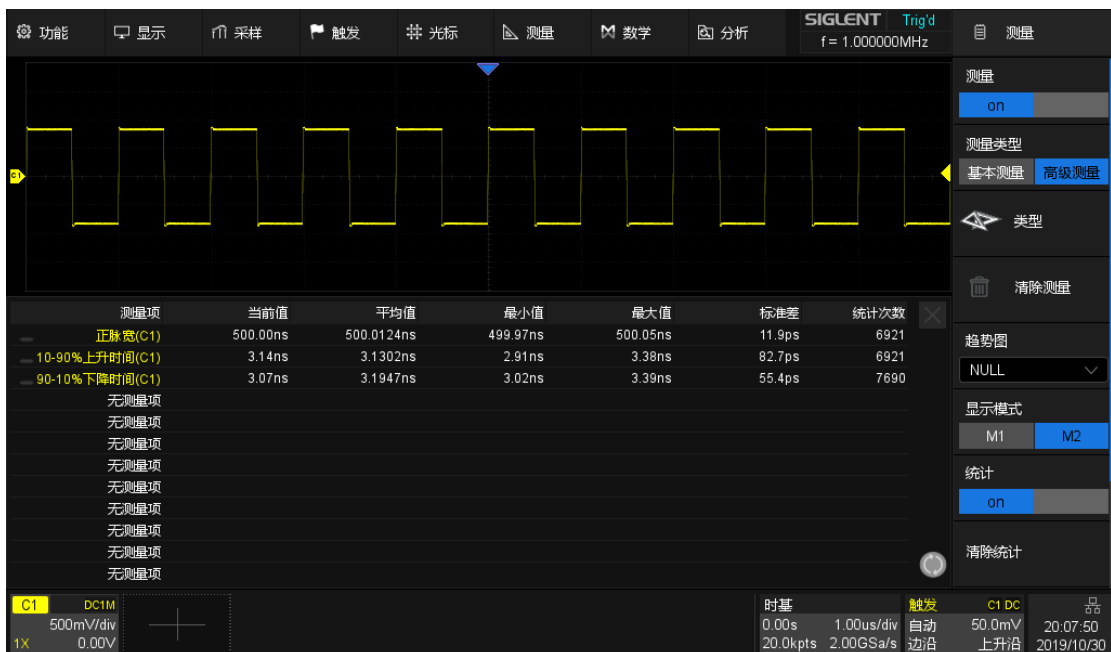 功能 显示 采样 触发 光标 测量 数学 分析 SIGLENT Trig'd 测量
f = 1.000000MHz
测量
on
测量类型
基本测量 高级测量
C1
类型
清除测量
测量项 当前值 平均值 最小值 最大值 标准差 统计次数
正脉宽(C1) 500.00ns 500.0124ns 499.97ns 500.05ns 11.9ps 6921
10-90%上升时间(C1) 3.14ns 3.1302ns 2.91ns 3.38ns 82.7ps 6921
90-10%下降时间(C1) 3.07ns 3.1947ns 3.02ns 3.39ns 55.4ps 7690
无测量项
无测量项
无测量项
无测量项
无测量项
无测量项
无测量项
无测量项
无测量项
趋势图
NULL
显示模式
M1 M2
统计
on
清除统计
C1 DC1M
500mV/div
1X 0.00V
时基
0.00s 1.00us/div
20.0kpts 2.00GSa/s
触发 C1 DC
自动 50.0mV
边沿 上升沿
20:07:50
2019/10/30